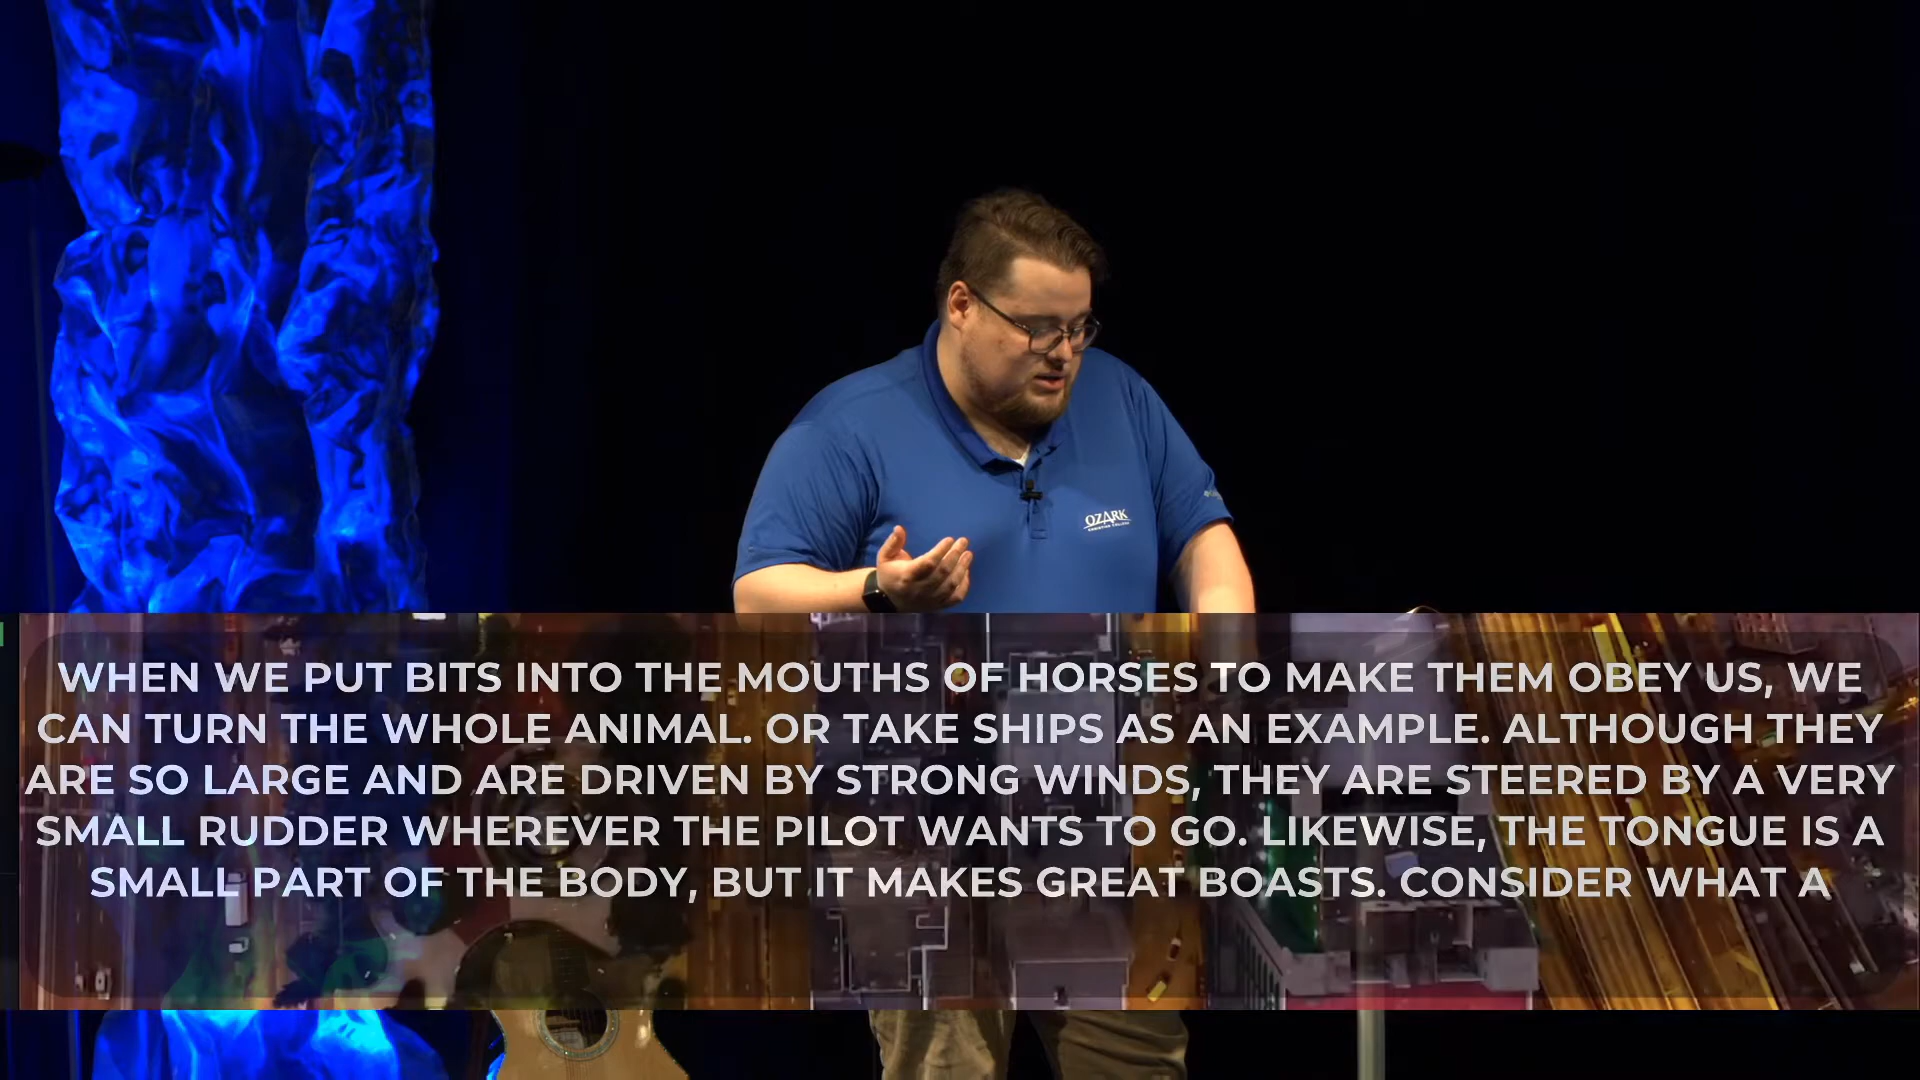 OZARK
CHRISTIAN COLLEGE
WHEN WE PUT BITS INTO THE MOUTHS OF HORSES TO MAKE THEM OBEY US, WE
CAN TURN THE WHOLE ANIMAL. OR TAKE SHIPS AS AN EXAMPLE. ALTHOUGH THEY
ARE SO LARGE AND ARE DRIVEN BY STRONG WINDS, THEY ARE STEERED BY A VERY
SMALL RUDDER WHEREVER THE PILOT WANTS TO GO. LIKEWISE, THE TONGUE IS A
SMALL PART OF THE BODY, BUT IT MAKES GREAT BOASTS. CONSIDER WHAT A